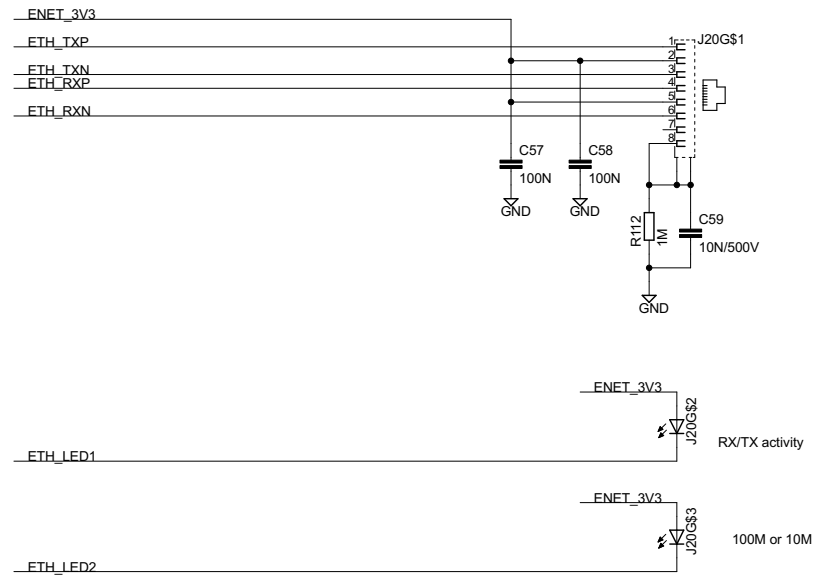 ENET_3V3
ETH_TXP
ETH_TXN
ETH_RXP
ETH_RXN
J20G$1
1
2
3
4
5
6
7
8
C57
100N
C58
100N
GND
GND
R112
1M
C59
10N/500V
GND
ENET_3V3
J20G$2
RX/TX activity
ETH_LED1
ENET_3V3
J20G$3
100M or 10M
ETH_LED2